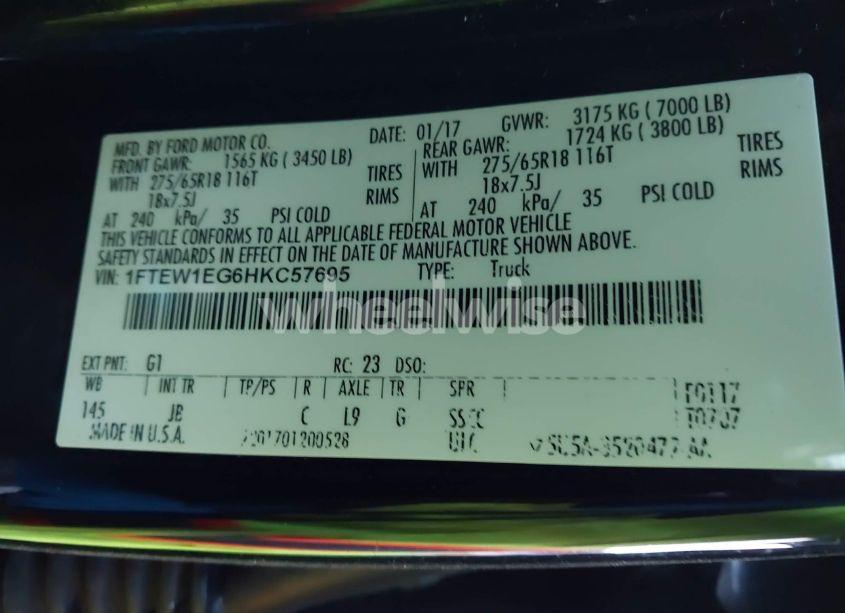 MFD. BY FORD MOTOR CO. DATE: 01/17 GVWR: 3175 KG ( 7000 LB)
FRONT GAWR: 1565 KG ( 3450 LB) REAR GAWR: 1724 KG ( 3800 LB)
WITH 275/65R18 116T TIRES WITH 275/65R18 116T TIRES
18x7.5J RIMS 18x7.5J RIMS
AT 240 kPa/ 35 PSI COLD AT 240 kPa/ 35 PSI COLD
THIS VEHICLE CONFORMS TO ALL APPLICABLE FEDERAL MOTOR VEHICLE
SAFETY STANDARDS IN EFFECT ON THE DATE OF MANUFACTURE SHOWN ABOVE.
VIN: 1FTEW1EG6HKC57695 TYPE: Truck
wheelwise
EXT PNT: G1 RC: 23 DSO:
WB INT TR TP/PS R AXLE TR SPR F0117
145 JB C L9 G
MADE IN U.S.A.